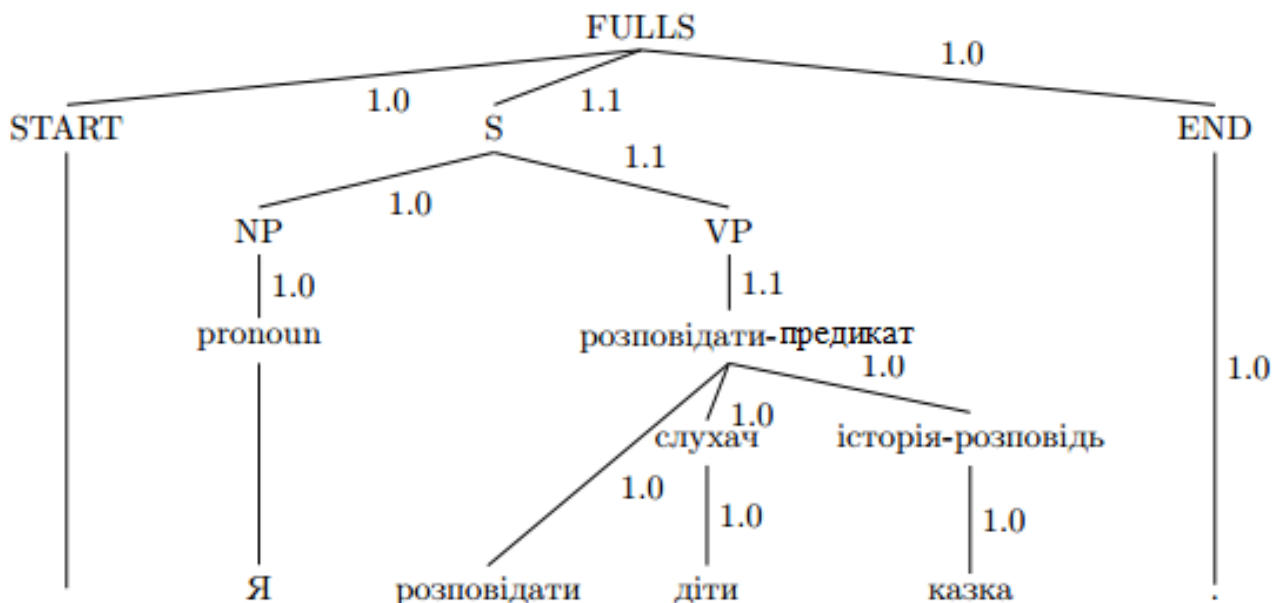 FULLS
1.0
1.0 1.1
START S END
1.1
1.0
NP VP
1.0 1.1
pronoun розповідати-предикат
1.0 1.0
1.0
слухач історія-розповідь
1.0
1.0 1.0
Я розповідати діти казка .